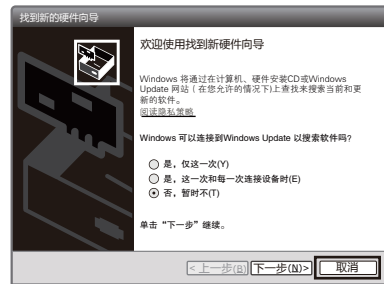 找到新的硬件向导
欢迎使用找到新硬件向导
Windows 将通过在计算机、硬件安装CD或Windows
Update 网站（在您允许的情况下)上查找来搜索当前和更
新的软件。
阅读隐私策略
Windows 可以连接到Windows Update 以搜索软件吗?
是，仅这一次(Y)
是，这一次和每一次连接设备时(E)
否，暂时不(T)
单击“下一步”继续。
<上一步(B) 下一步(N)> 取消